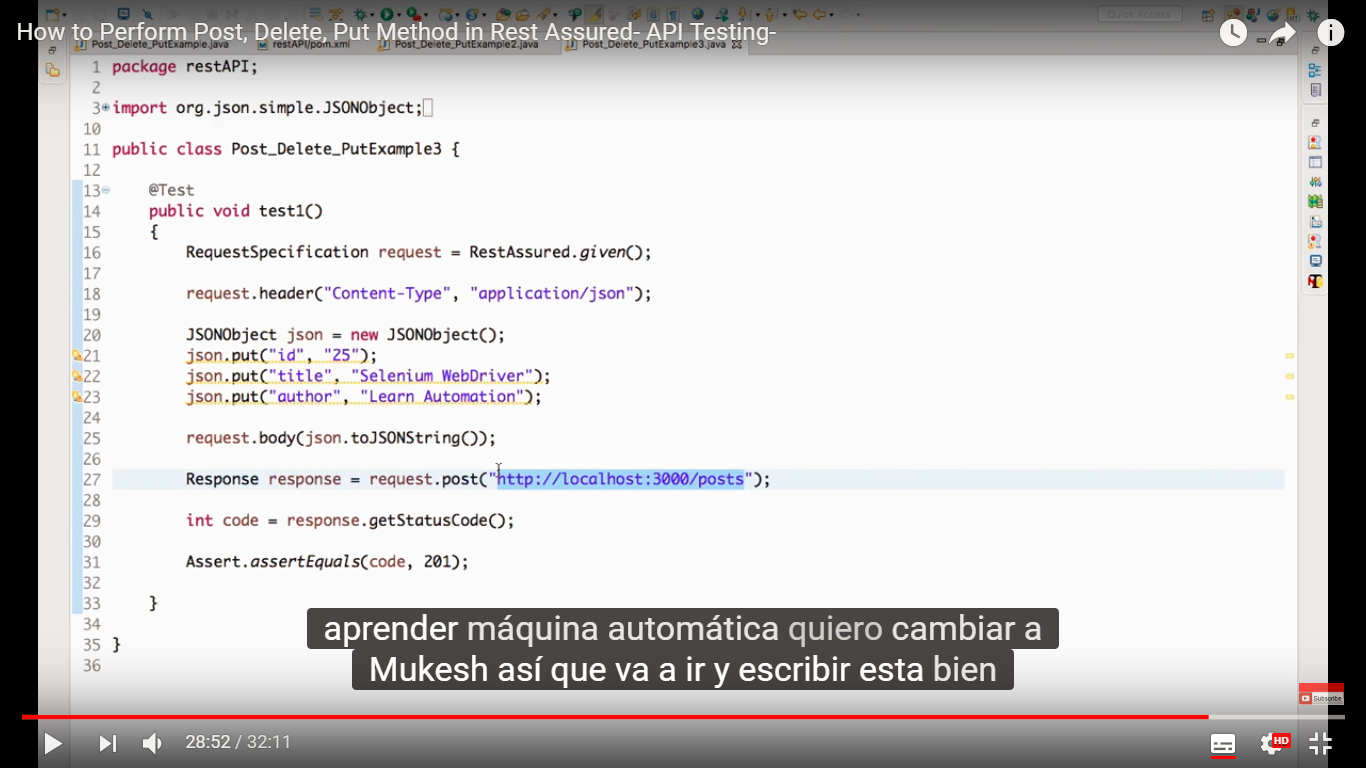 How to Perform Post, Delete, Put Method in Rest Assured- API Testing-
Quick Access
Post_Delete_PutExample.java restAPI/pom.xml Post_Delete_PutExample2.java Post_Delete_PutExample3.java
1 package restAPI;
2
3 import org.json.simple.JSONObject;
10
11 public class Post_Delete_PutExample3 {
12
13 @Test
14 public void test1()
15 {
16 RequestSpecification request = RestAssured.given();
17
18 request.header("Content-Type", "application/json");
19
20 JSONObject json = new JSONObject();
21 json.put("id", "25");
22 json.put("title", "Selenium WebDriver");
23 json.put("author", "Learn Automation");
24
25 request.body(json.toJSONString());
26
27 Response response = request.post("http://localhost:3000/posts");
28
29 int code = response.getStatusCode();
30
31 Assert.assertEquals(code, 201);
32
33 }
34
35 }
36
aprender máquina automática quiero cambiar a
Mukesh así que va a ir y escribir esta bien
Subscribe
28:52 / 32:11
HD